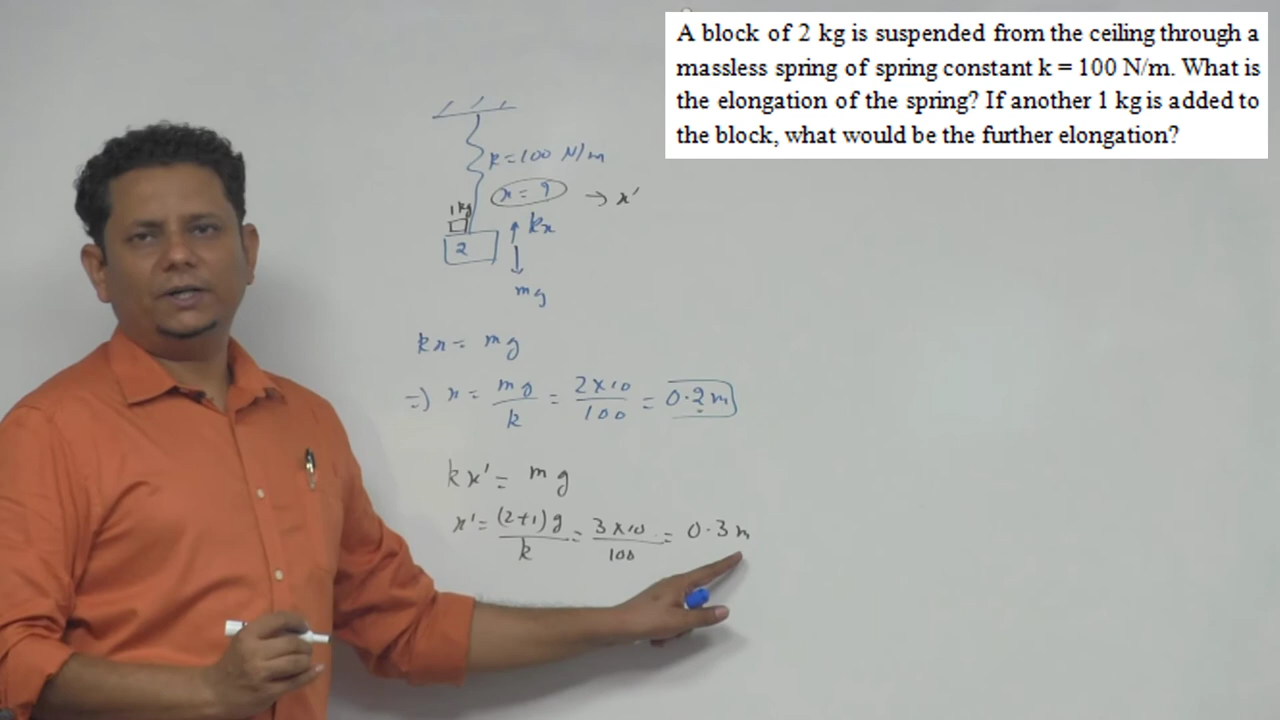 A block of 2 kg is suspended from the ceiling through a
massless spring of spring constant k = 100 N/m. What is
the elongation of the spring? If another 1 kg is added to
the block, what would be the further elongation?
k=100 N/m
x = ? → x'
1 kg
kx
2
mg
kx = mg
=) x = mg/k = 2×10/100 = 0.2 m
kx' = mg
x' = (2+1)g/k = 3×10/100 = 0.3 m